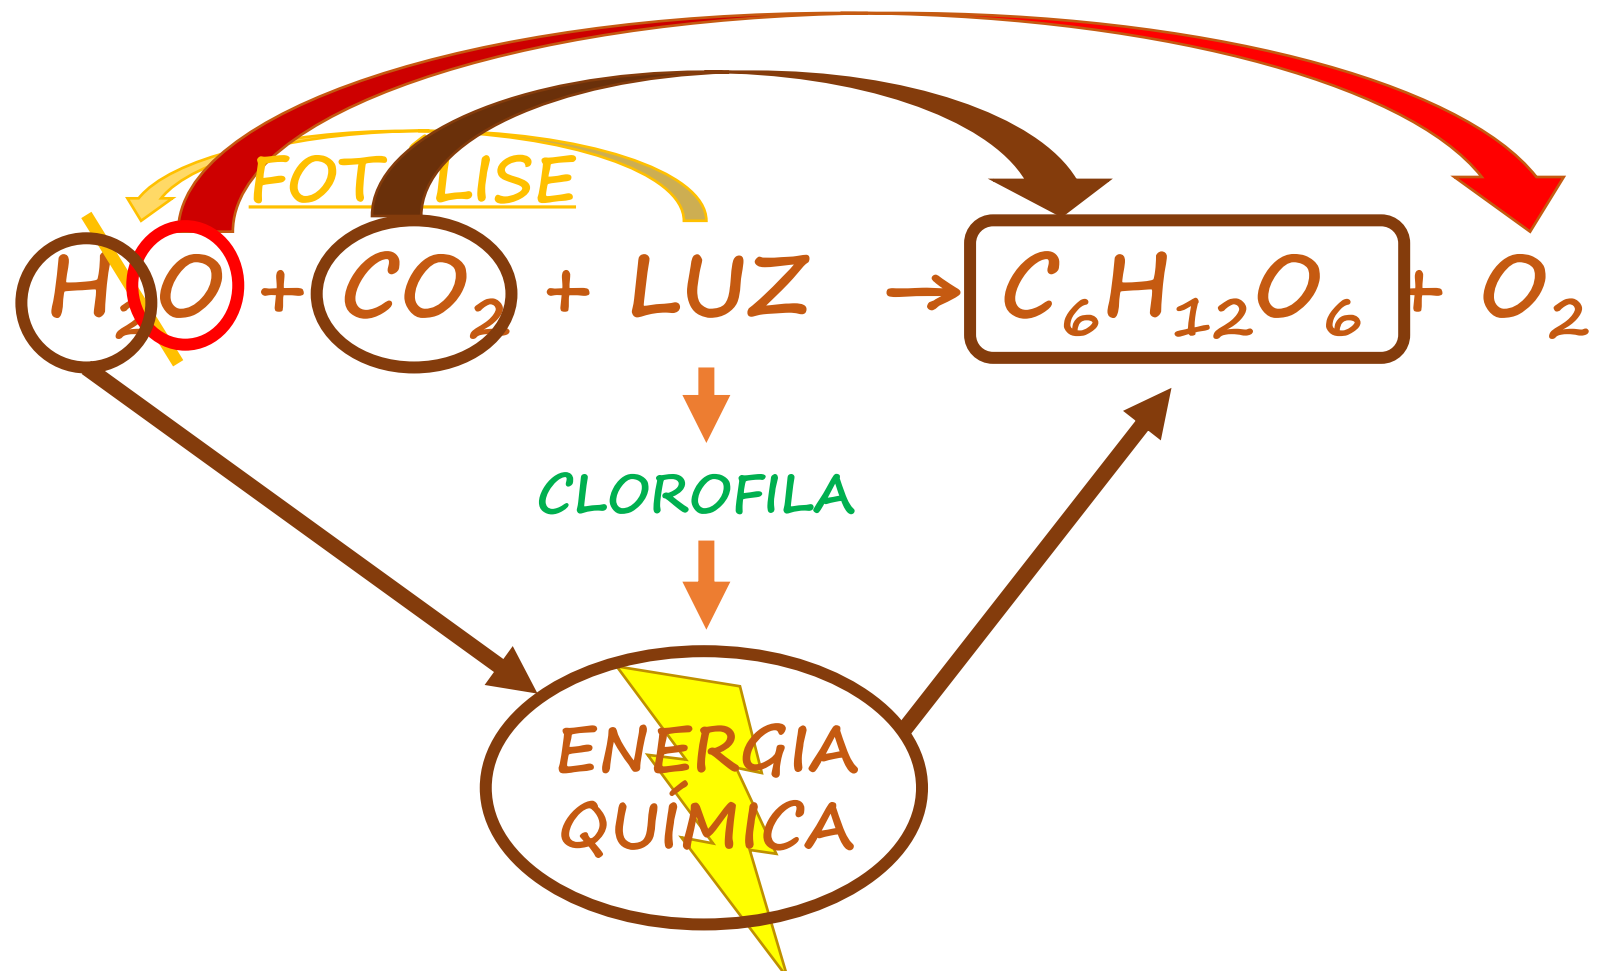 FOTÓLISE
H₂O + CO₂ + LUZ → C₆H₁₂O₆ + O₂
CLOROFILA
ENERGIA
QUÍMICA